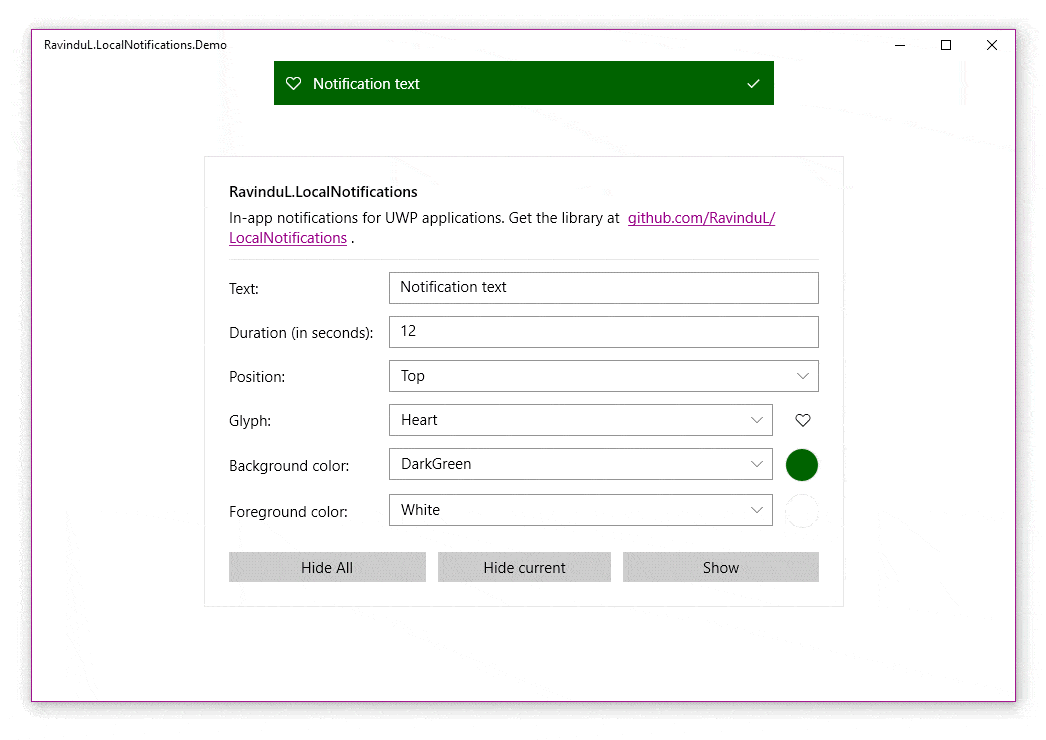 RavinduL.LocalNotifications.Demo
Notification text
RavinduL.LocalNotifications
In-app notifications for UWP applications. Get the library at github.com/RavinduL/
LocalNotifications .
Text: Notification text
Duration (in seconds): 12
Position: Top
Glyph: Heart
Background color: DarkGreen
Foreground color: White
Hide All Hide current Show